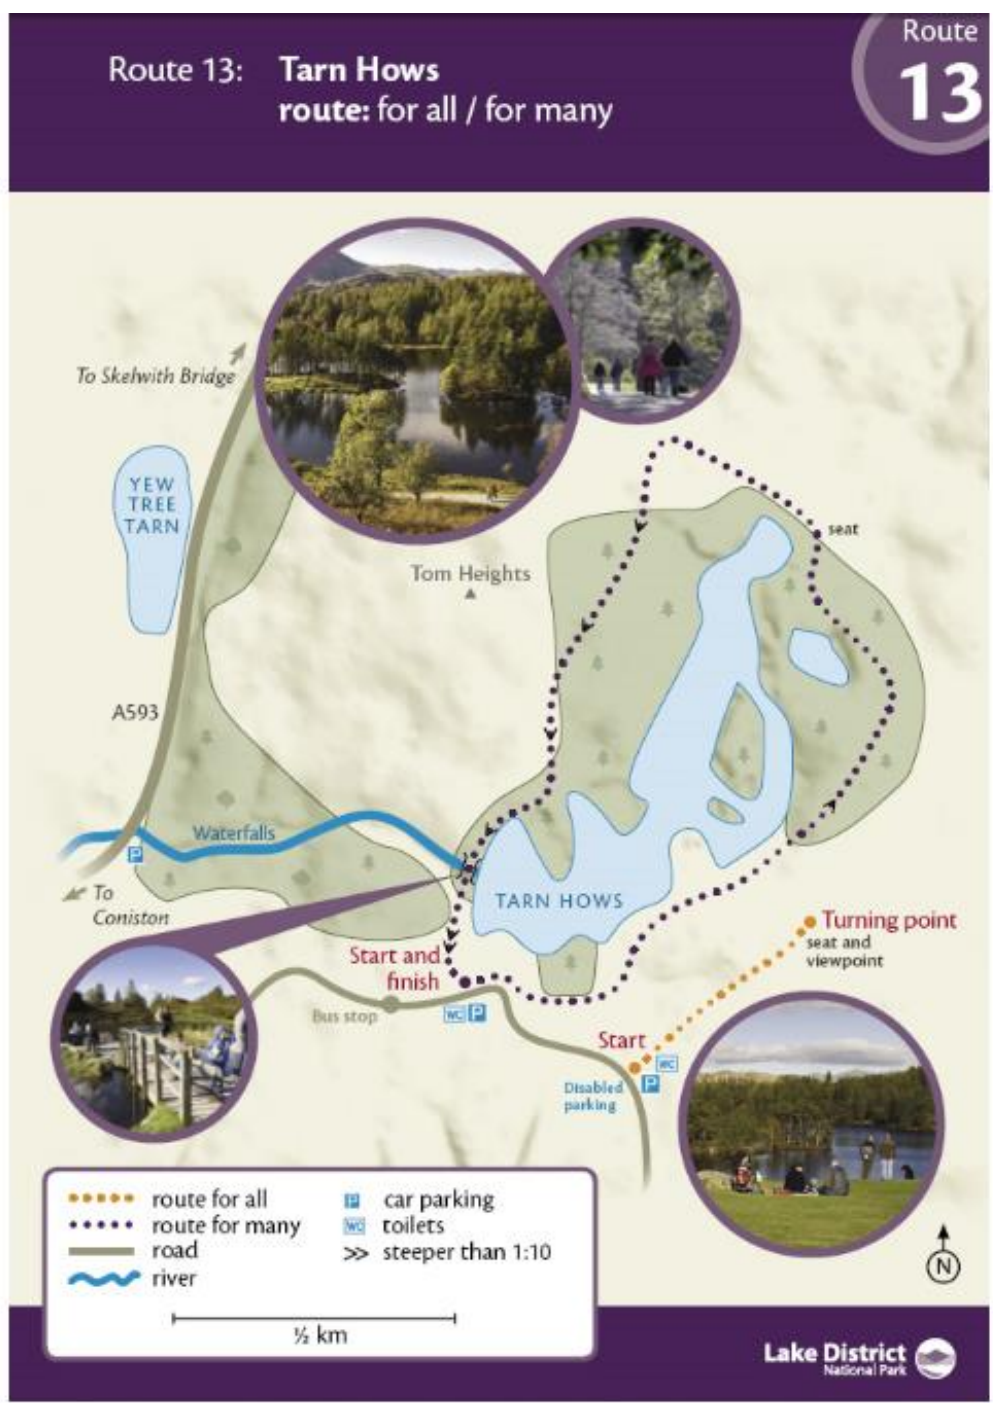 Route
13
Route 13: Tarn Hows
route: for all / for many
To Skelwith Bridge
YEW
TREE
TARN
seat
Tom Heights
A593
Waterfalls
P
To
Coniston
TARN HOWS
Turning point
seat and
viewpoint
Start and
finish
Bus stop
WC P
Start
WC
P
Disabled
parking
route for all
route for many
road
river
P car parking
WC toilets
>> steeper than 1:10
½ km
N
Lake District
National Park